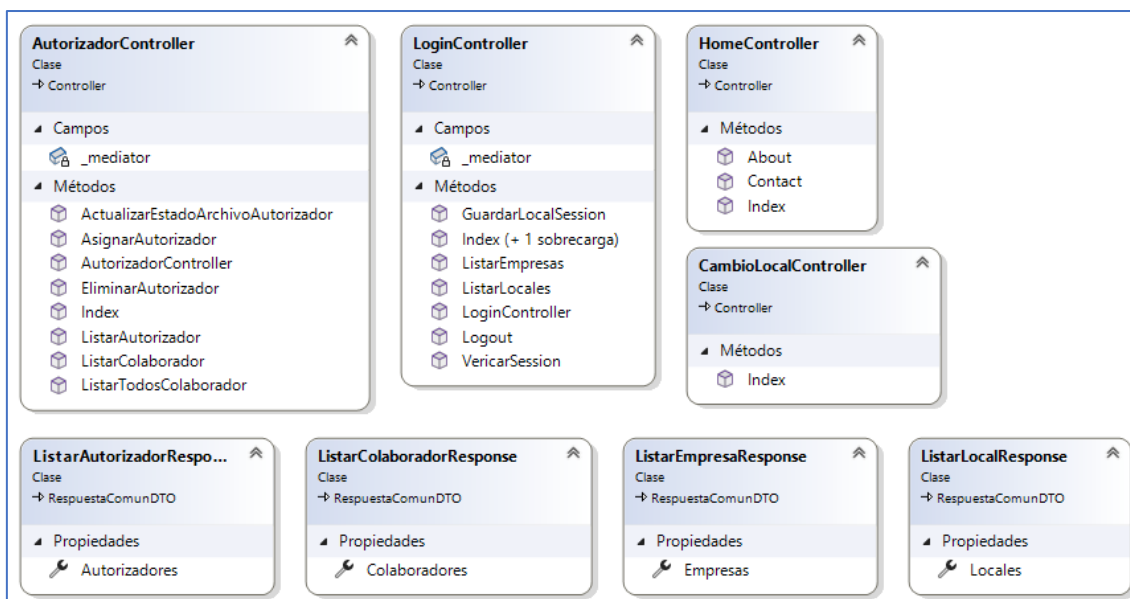 AutorizadorController
Clase
Controller
Campos
_mediator
Métodos
ActualizarEstadoArchivoAutorizador
AsignarAutorizador
AutorizadorController
EliminarAutorizador
Index
ListarAutorizador
ListarColaborador
ListarTodosColaborador
LoginController
Clase
Controller
Campos
_mediator
Métodos
GuardarLocalSession
Index (+ 1 sobrecarga)
ListarEmpresas
ListarLocales
LoginController
Logout
VericarSession
HomeController
Clase
Controller
Métodos
About
Contact
Index
CambioLocalController
Clase
Controller
Métodos
Index
ListarAutorizadorRespo...
Clase
RespuestaComunDTO
Propiedades
Autorizadores
ListarColaboradorResponse
Clase
RespuestaComunDTO
Propiedades
Colaboradores
ListarEmpresaResponse
Clase
RespuestaComunDTO
Propiedades
Empresas
ListarLocalResponse
Clase
RespuestaComunDTO
Propiedades
Locales